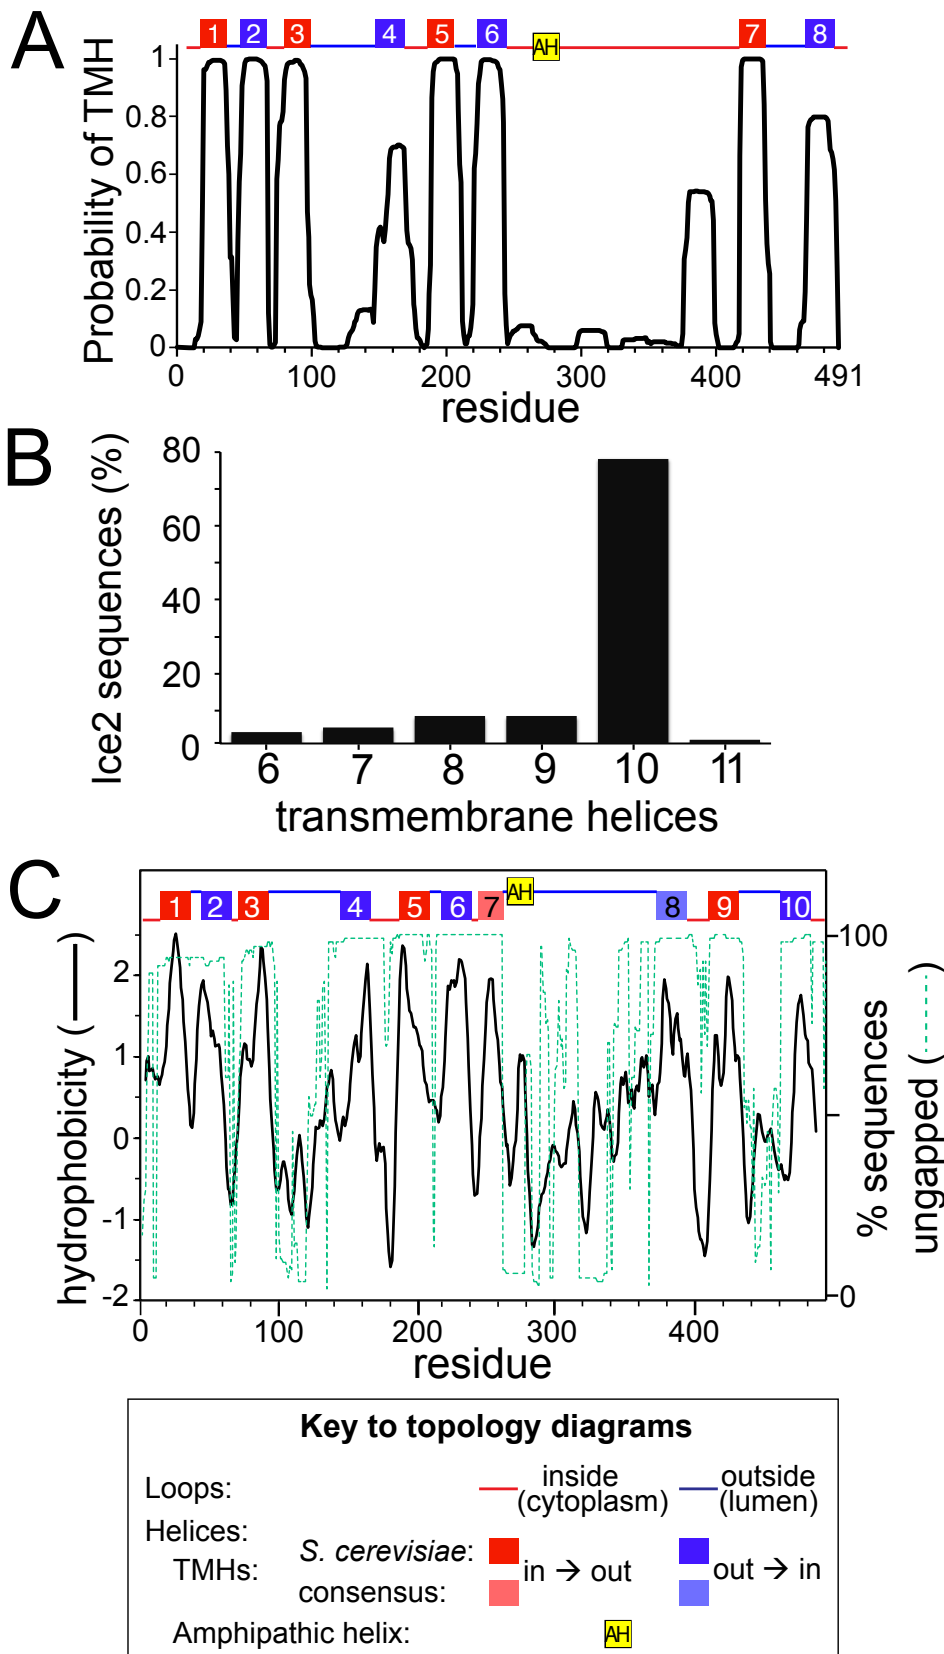 A
1 2 3 4 5 6 AH 7 8
Probability of TMH
1
0.8
0.6
0.4
0.2
0
0 100 200 300 400 491
residue
B
Ice2 sequences (%)
80
60
40
20
0
6 7 8 9 10 11
transmembrane helices
C
1 2 3 4 5 6 7 AH 8 9 10
hydrophobicity (—)
2
1
0
-1
-2
100
0
% sequences
ungapped (---)
0 100 200 300 400
residue
Key to topology diagrams
Loops:
inside
(cytoplasm)
outside
(lumen)
Helices:
TMHs:
S. cerevisiae:
consensus:
in → out
out → in
Amphipathic helix:
AH